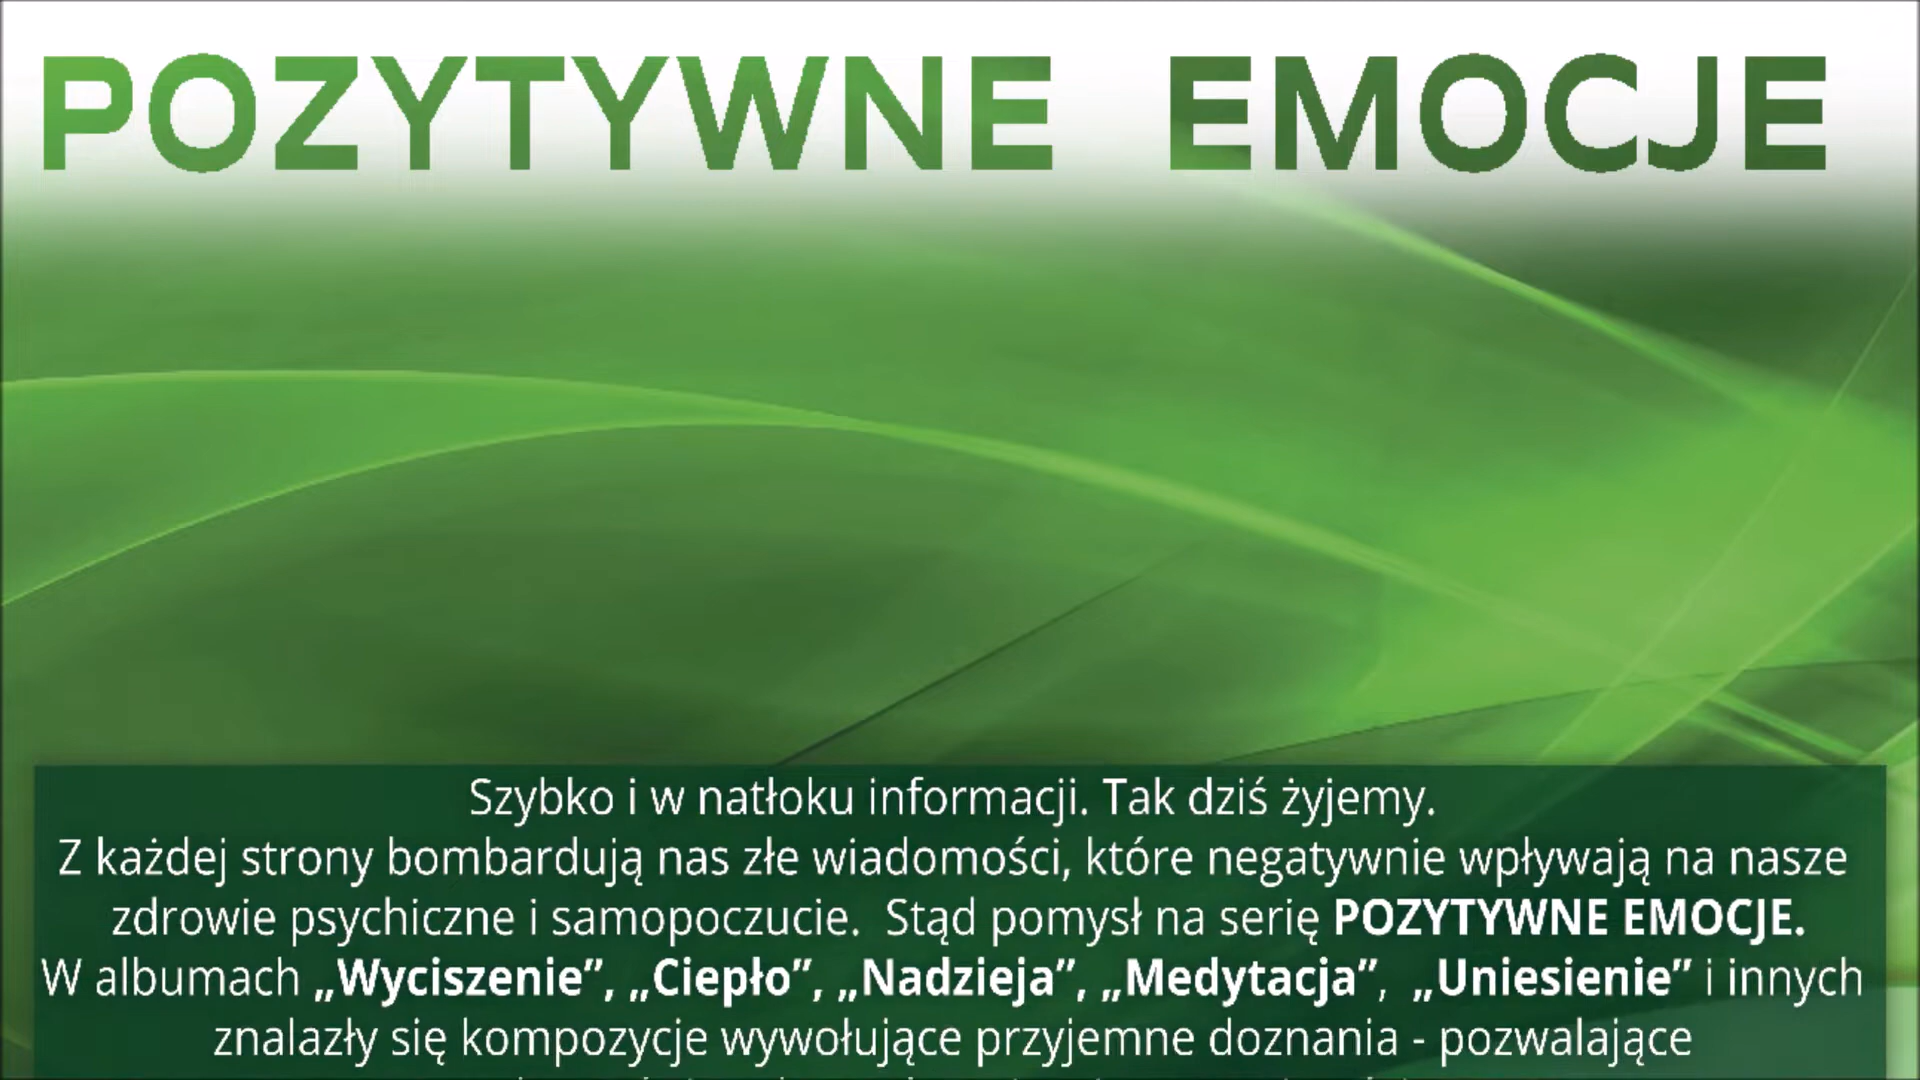 POZYTYWNE EMOCJE
Szybko i w natłoku informacji. Tak dziś żyjemy.
Z każdej strony bombardują nas złe wiadomości, które negatywnie wpływają na nasze
zdrowie psychiczne i samopoczucie. Stąd pomysł na serię POZYTYWNE EMOCJE.
W albumach „Wyciszenie”, „Ciepło”, „Nadzieja”, „Medytacja”, „Uniesienie” i innych
znalazły się kompozycje wywołujące przyjemne doznania - pozwalające